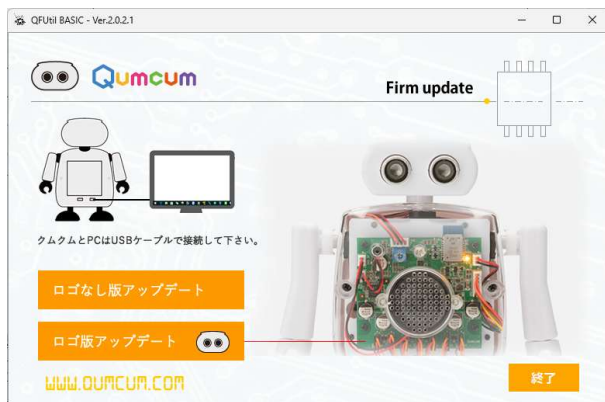 QFUtil BASIC - Ver.2.0.2.1
Qumcum
Firm update
クムクムとPCはUSBケーブルで接続して下さい。
ロゴなし版アップデート
ロゴ版アップデート
WWW.QUMCUM.COM
終了